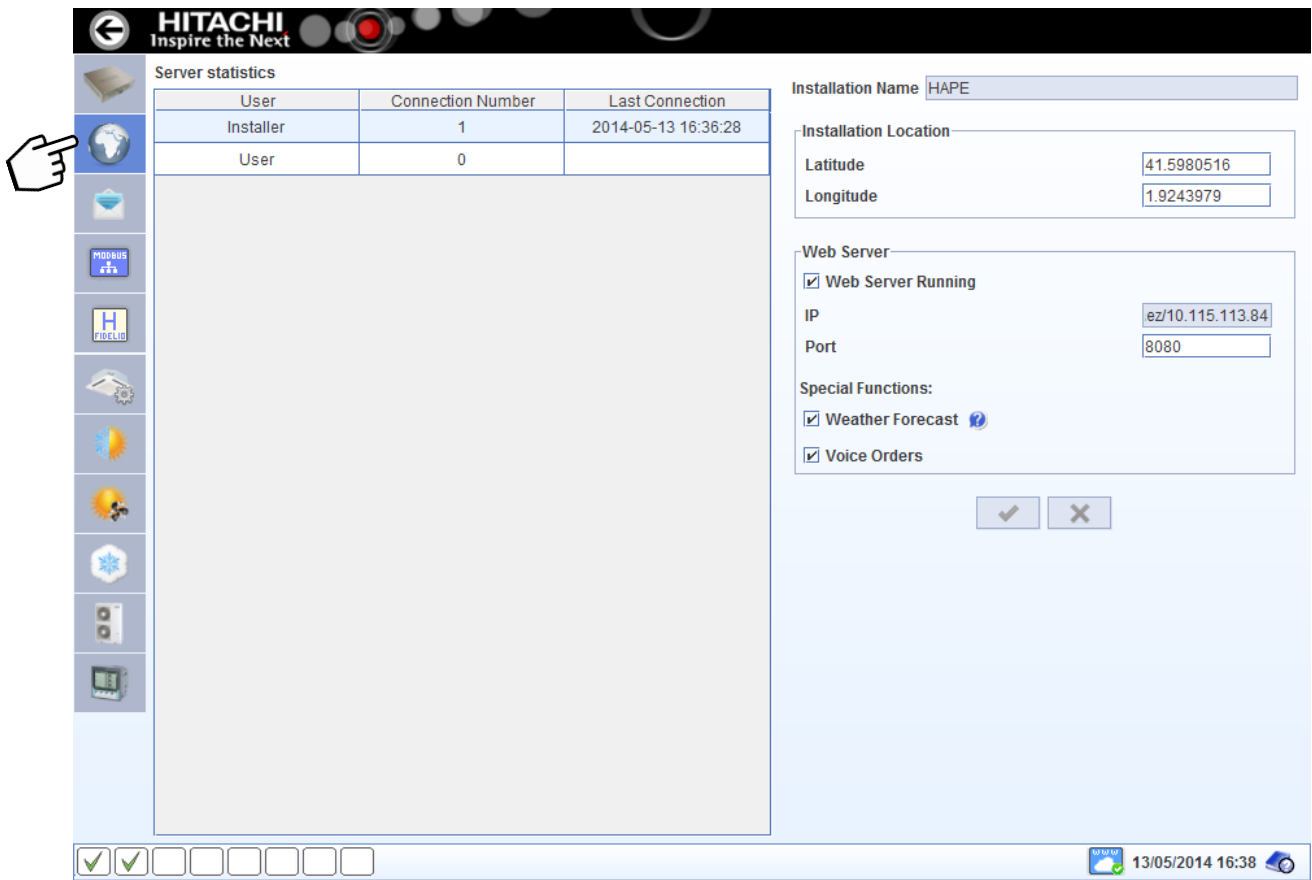 HITACHI
Inspire the Next
Server statistics
User Connection Number Last Connection
Installer 1 2014-05-13 16:36:28
User 0
Installation Name HAPE
Installation Location
Latitude 41.5980516
Longitude 1.9243979
Web Server
Web Server Running
IP .ez/10.115.113.84
Port 8080
Special Functions:
Weather Forecast ?
Voice Orders
MODBUS
H
FIDELIO
www
13/05/2014 16:38